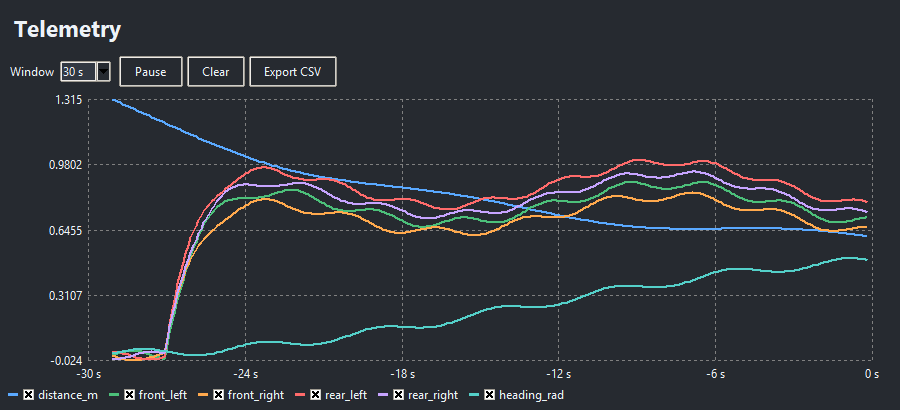 Telemetry
Window 30 s Pause Clear Export CSV
1.315
0.9802
0.6455
0.3107
-0.024
-30 s -24 s -18 s -12 s -6 s 0 s
distance_m front_left front_right rear_left rear_right heading_rad